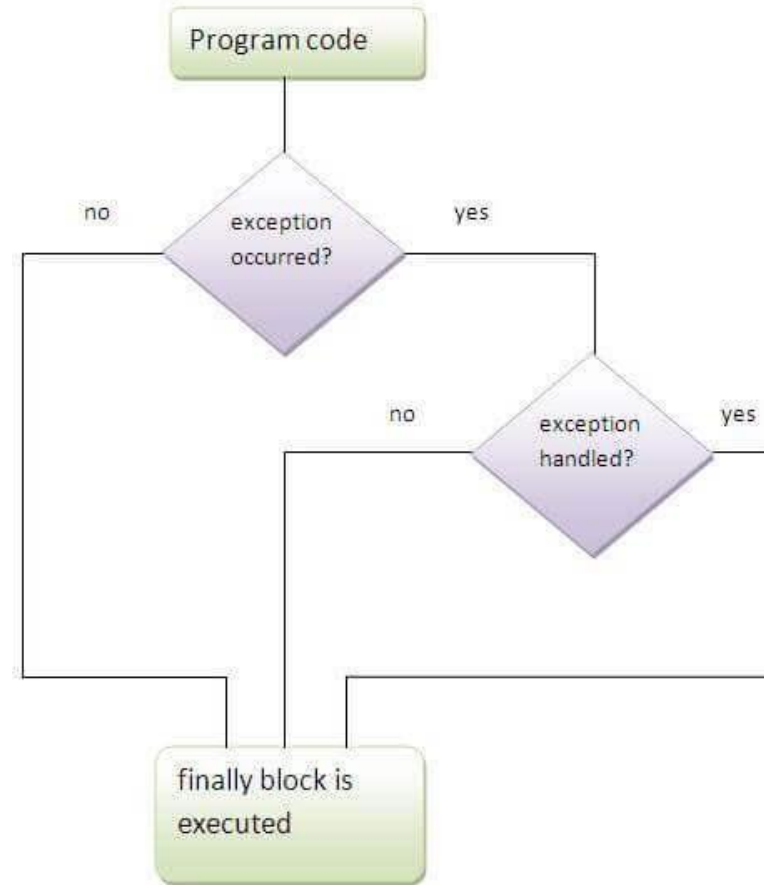 Program code
no
exception
occurred?
yes
no
exception
handled?
yes
finally block is
executed